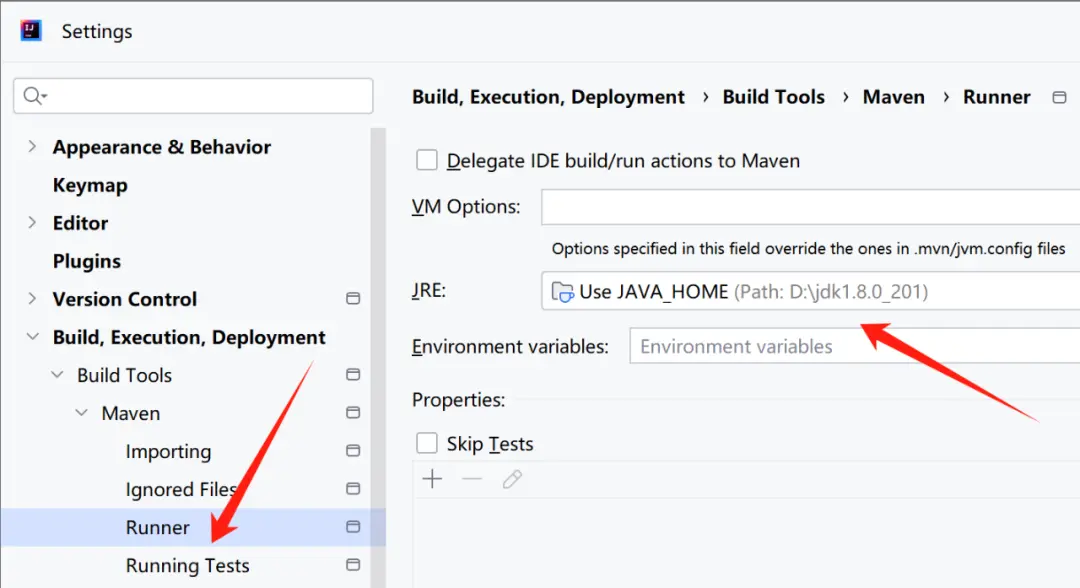 Settings
Appearance & Behavior
Keymap
Editor
Plugins
Version Control
Build, Execution, Deployment
Build Tools
Maven
Importing
Ignored Files
Runner
Running Tests
Build, Execution, Deployment › Build Tools › Maven › Runner
Delegate IDE build/run actions to Maven
VM Options:
Options specified in this field override the ones in .mvn/jvm.config files
JRE: Use JAVA_HOME (Path: D:\jdk1.8.0_201)
Environment variables: Environment variables
Properties:
Skip Tests